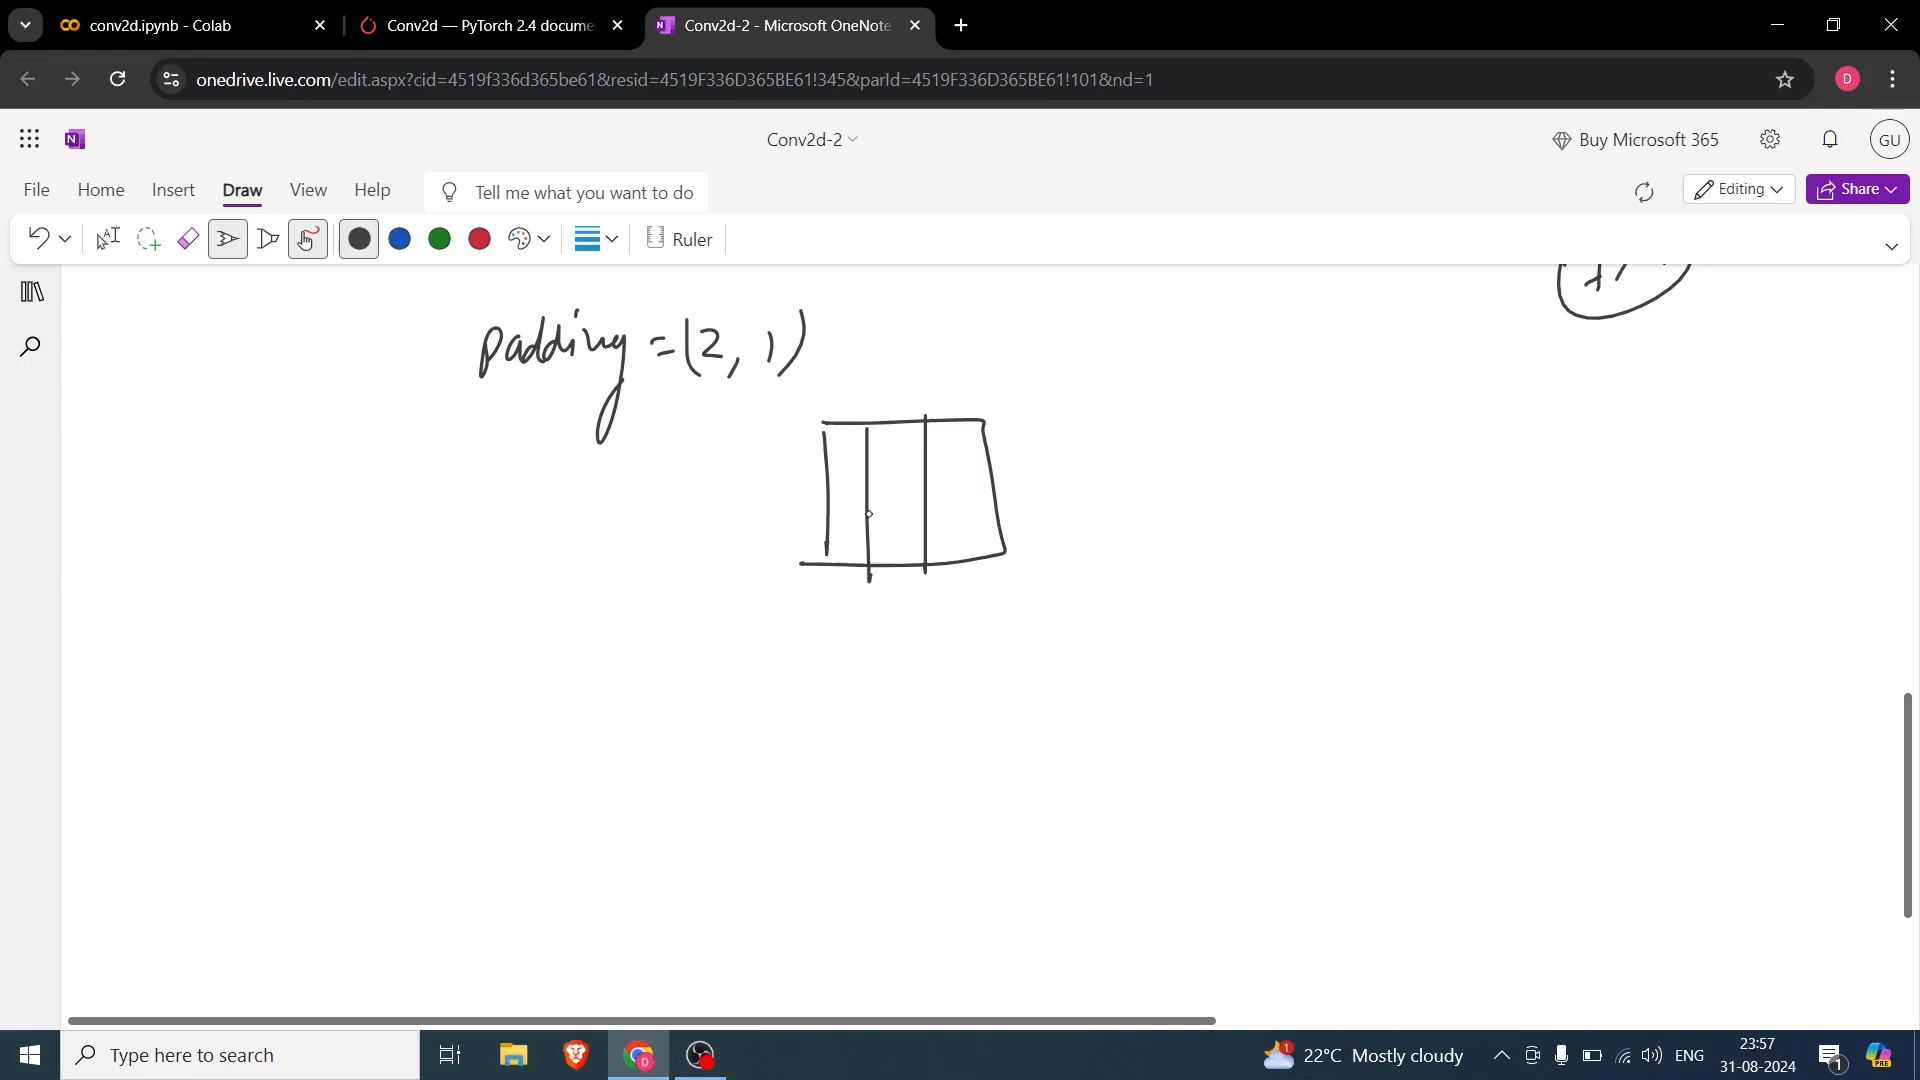 conv2d.ipynb - Colab
Conv2d — PyTorch 2.4 docume
Conv2d-2 - Microsoft OneNote
onedrive.live.com/edit.aspx?cid=4519f336d365be61&resid=4519F336D365BE61!345&parId=4519F336D365BE61!101&nd=1
D
Conv2d-2
Buy Microsoft 365
GU
File Home Insert Draw View Help
Tell me what you want to do
Editing
Share
Ruler
padding = (2, 1)
Type here to search
22°C Mostly cloudy
ENG
23:57
31-08-2024
1